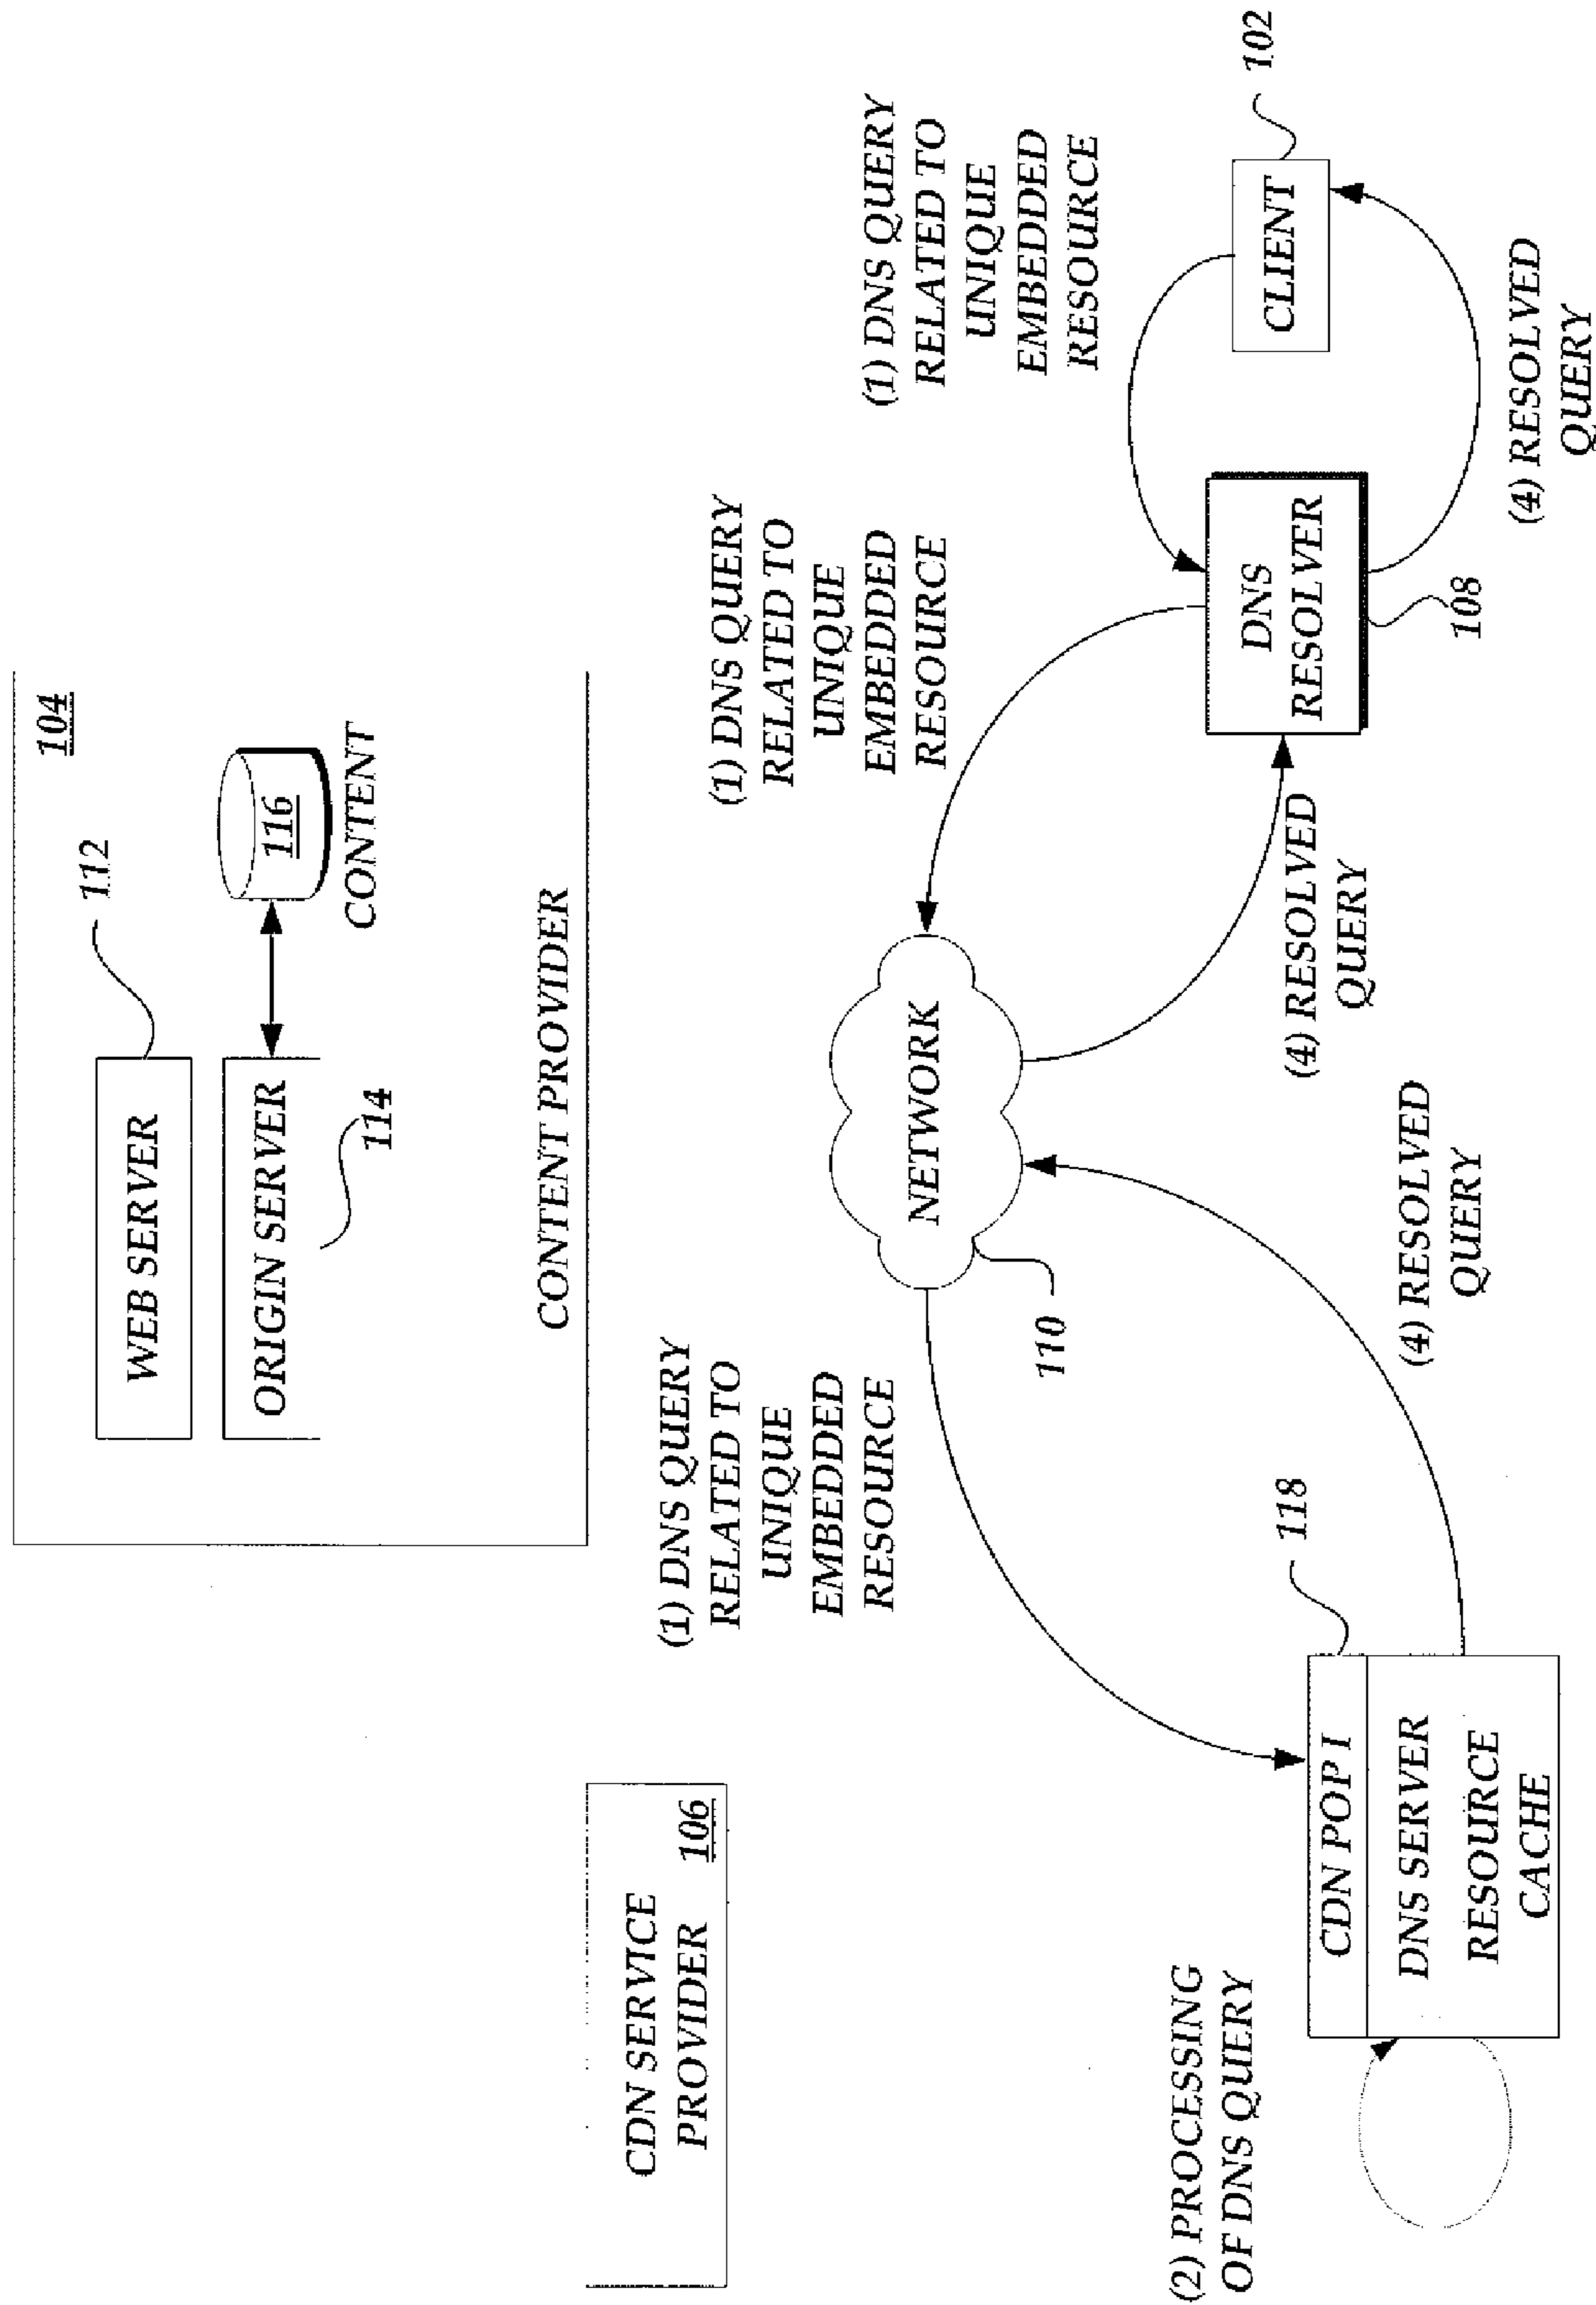 104
WEB SERVER
112
ORIGIN SERVER
116
114
CONTENT
CONTENT PROVIDER
CDN SERVICE
PROVIDER
106
(1) DNS QUERY
RELATED TO
UNIQUE
EMBEDDED
RESOURCE
(1) DNS QUERY
RELATED TO
UNIQUE
EMBEDDED
RESOURCE
(1) DNS QUERY
RELATED TO
UNIQUE
EMBEDDED
RESOURCE
NETWORK
110
CLIENT
102
DNS
RESOLVER
108
(4) RESOLVED
QUERY
(4) RESOLVED
QUERY
(4) RESOLVED
QUERY
118
CDN POP I
DNS SERVER
RESOURCE
CACHE
(2) PROCESSING
OF DNS QUERY